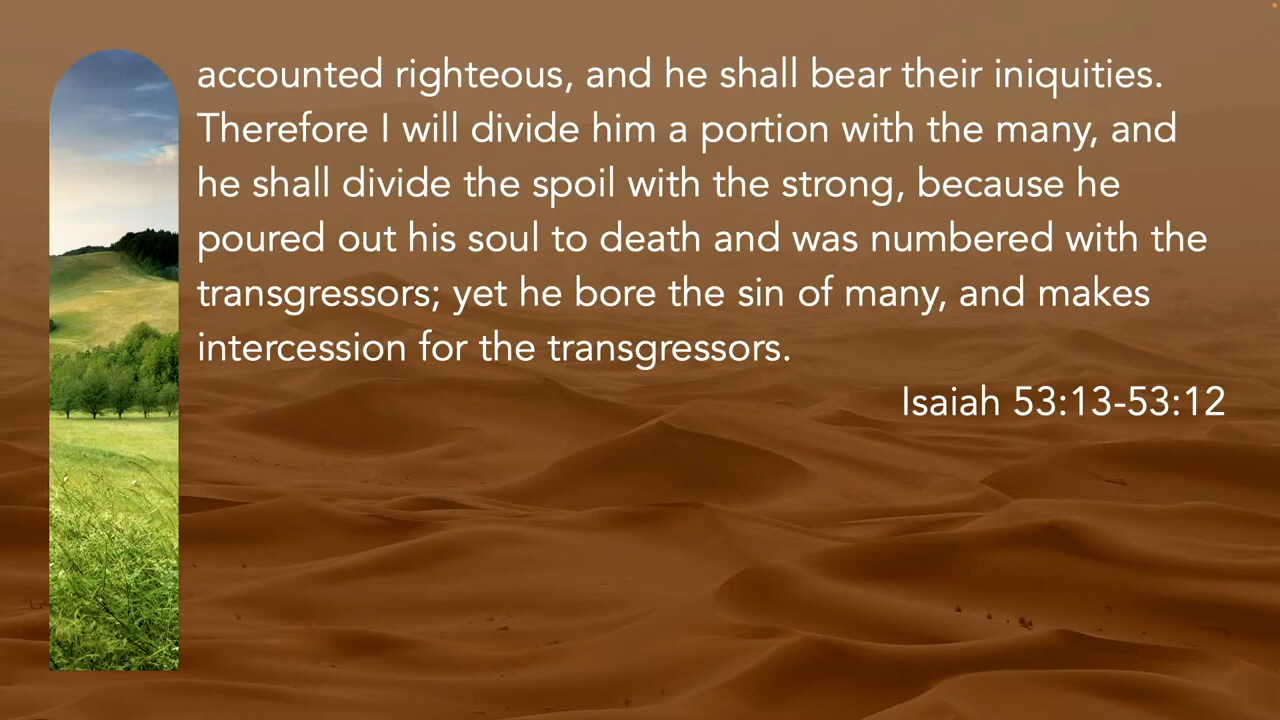 accounted righteous, and he shall bear their iniquities.
Therefore I will divide him a portion with the many, and
he shall divide the spoil with the strong, because he
poured out his soul to death and was numbered with the
transgressors; yet he bore the sin of many, and makes
intercession for the transgressors.
Isaiah 53:13-53:12